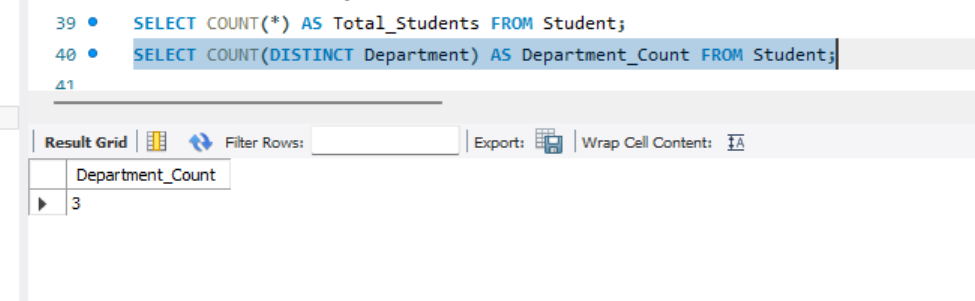 39 SELECT COUNT(*) AS Total_Students FROM Student;
40 SELECT COUNT(DISTINCT Department) AS Department_Count FROM Student;
41
Result Grid Filter Rows: Export: Wrap Cell Content: IA
Department_Count
3